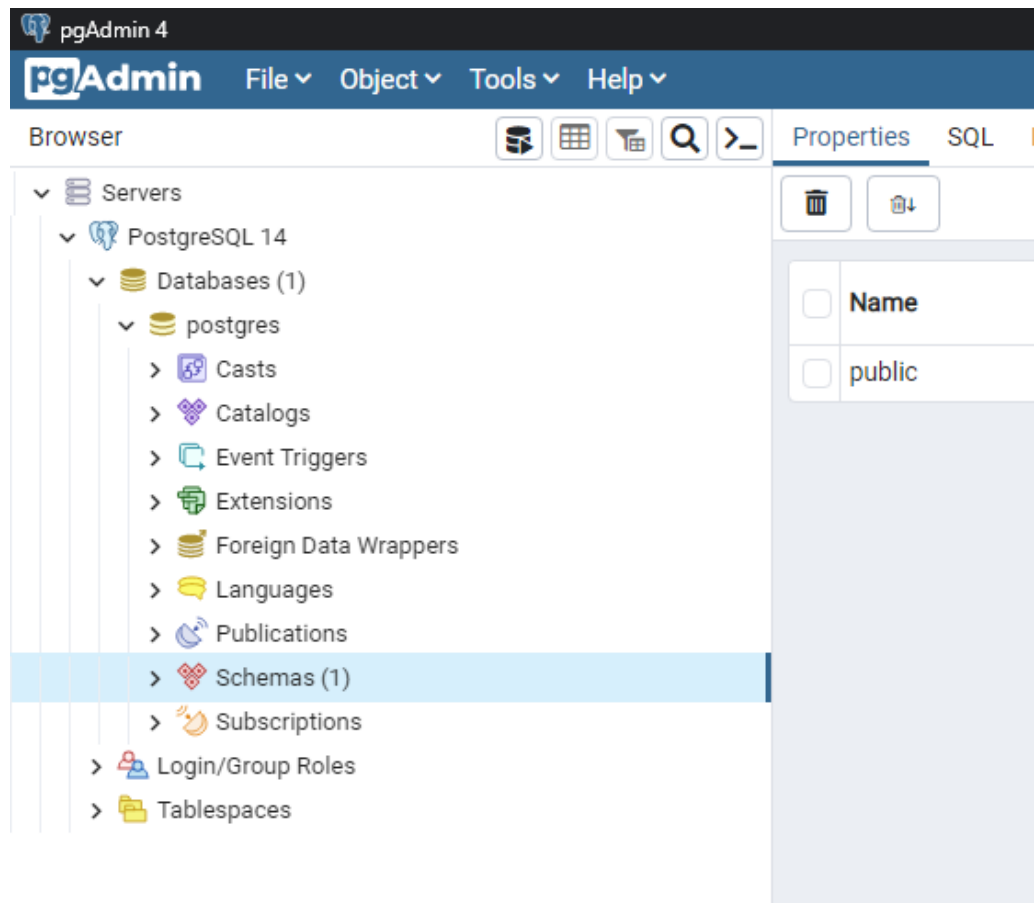 pgAdmin 4
pgAdmin File Object Tools Help
Browser Properties SQL
Servers
PostgreSQL 14
Databases (1)
Name
postgres
Casts
public
Catalogs
Event Triggers
Extensions
Foreign Data Wrappers
Languages
Publications
Schemas (1)
Subscriptions
Login/Group Roles
Tablespaces